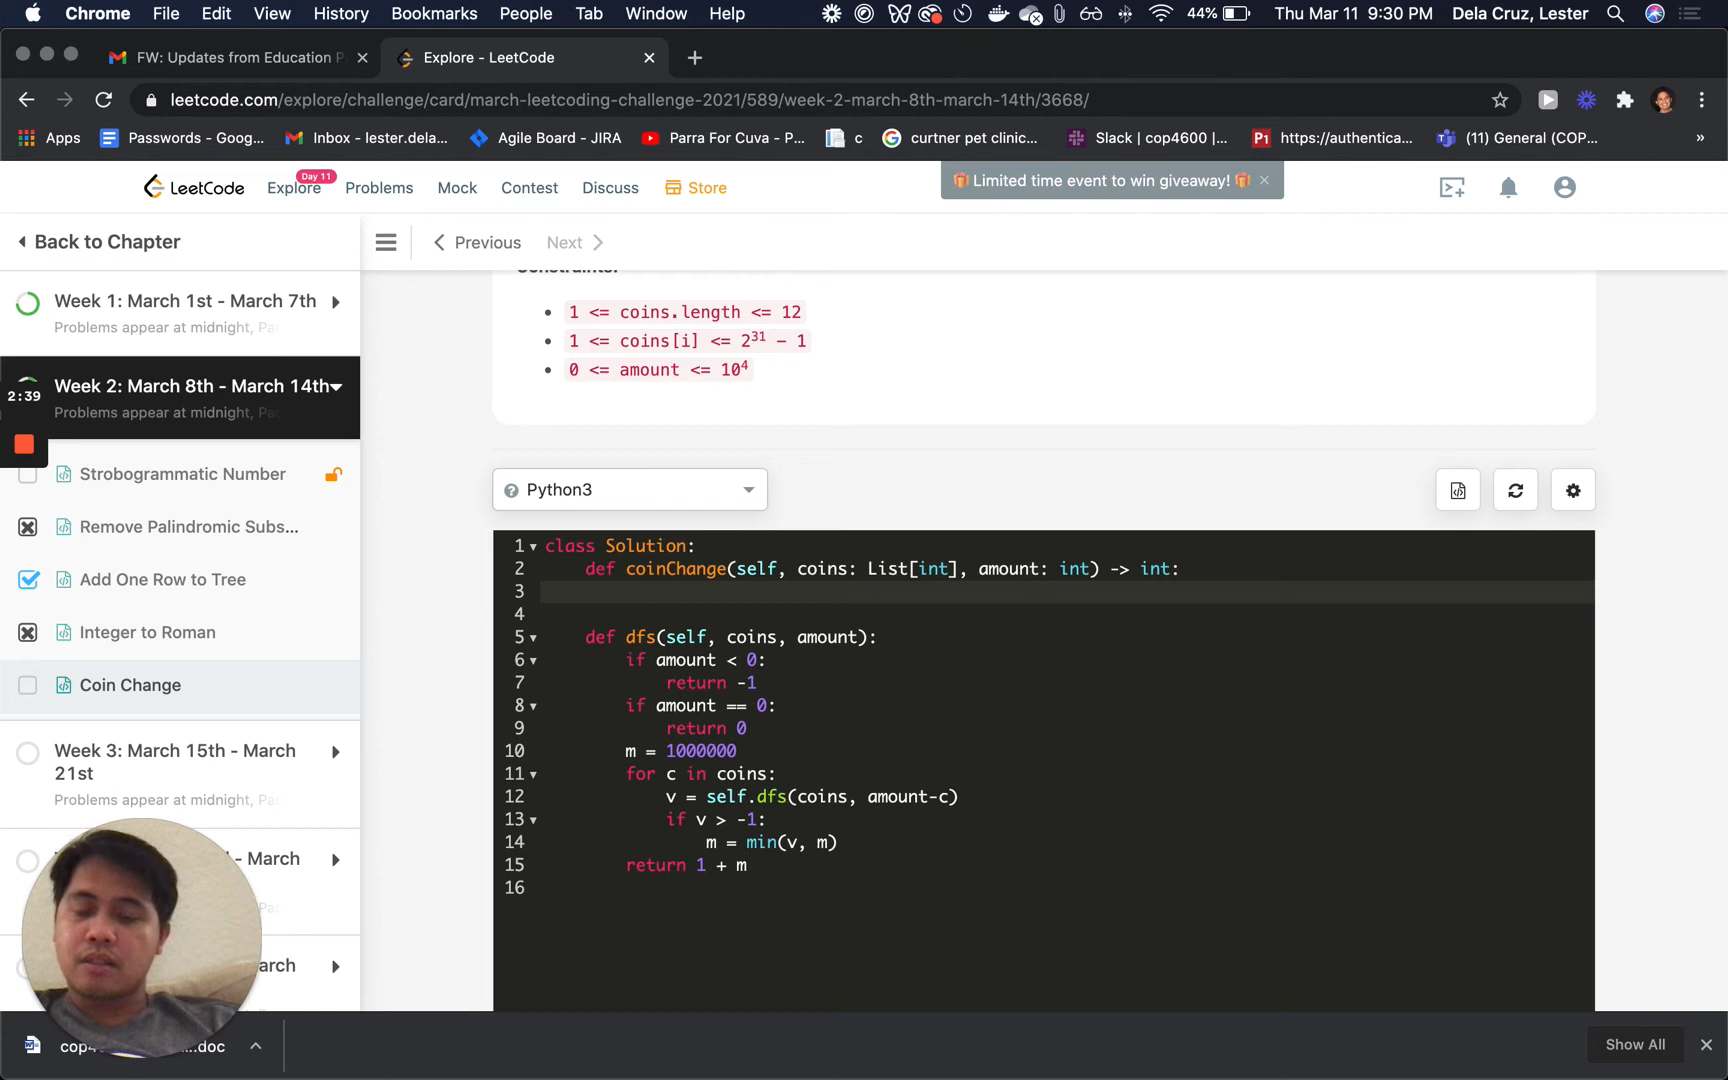 Chrome File Edit View History Bookmarks People Tab Window Help 44% Thu Mar 11 9:30 PM Dela Cruz, Lester
FW: Updates from Education P
Explore - LeetCode
leetcode.com/explore/challenge/card/march-leetcoding-challenge-2021/589/week-2-march-8th-march-14th/3668/
Apps Passwords - Goog... Inbox - lester.dela... Agile Board - JIRA Parra For Cuva - P... c curtner pet clinic... Slack | cop4600 |... P1 https://authentica... (11) General (COP... »
LeetCode Explore Day 11 Problems Mock Contest Discuss Store
Limited time event to win giveaway!
Back to Chapter
Previous Next
Week 1: March 1st - March 7th
Problems appear at midnight, Pa
Week 2: March 8th - March 14th
Problems appear at midnight, Pa
2:39
Strobogrammatic Number
Remove Palindromic Subs...
Add One Row to Tree
Integer to Roman
Coin Change
Week 3: March 15th - March
21st
Problems appear at midnight, Pa
- March
Pa
arch
Constraints:
1 <= coins.length <= 12
1 <= coins[i] <= 2³¹ - 1
0 <= amount <= 10⁴
Python3
1 class Solution:
2 def coinChange(self, coins: List[int], amount: int) -> int:
3
4
5 def dfs(self, coins, amount):
6 if amount < 0:
7 return -1
8 if amount == 0:
9 return 0
10 m = 1000000
11 for c in coins:
12 v = self.dfs(coins, amount-c)
13 if v > -1:
14 m = min(v, m)
15 return 1 + m
16
Show All